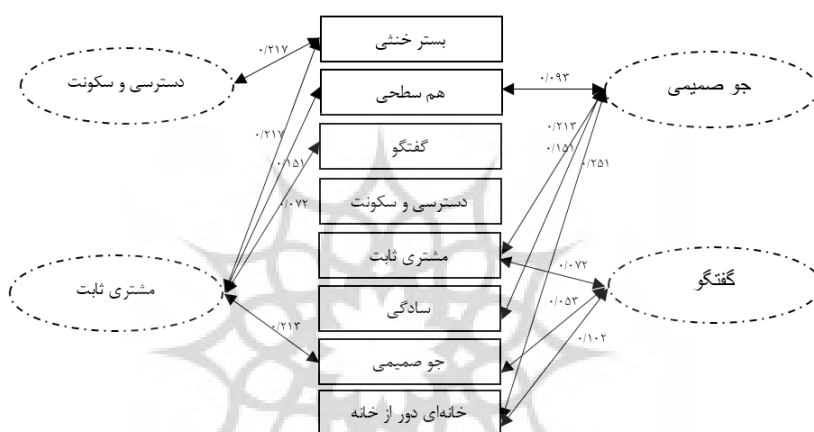 بستر خنثی
۰/۲۱۷
دسترسی و سکونت
هم سطحی
۰/۰۹۳
جو صمیمی
۰/۲۱۷
۰/۲۱۳
۰/۱۵۱
۰/۲۵۱
گفتگو
۰/۱۵۱
۰/۰۷۲
دسترسی و سکونت
مشتری ثابت
۰/۰۷۲
گفتگو
مشتری ثابت
سادگی
۰/۰۵۳
۰/۲۱۳
۰/۱۰۲
جو صمیمی
خانه‌ای دور از خانه